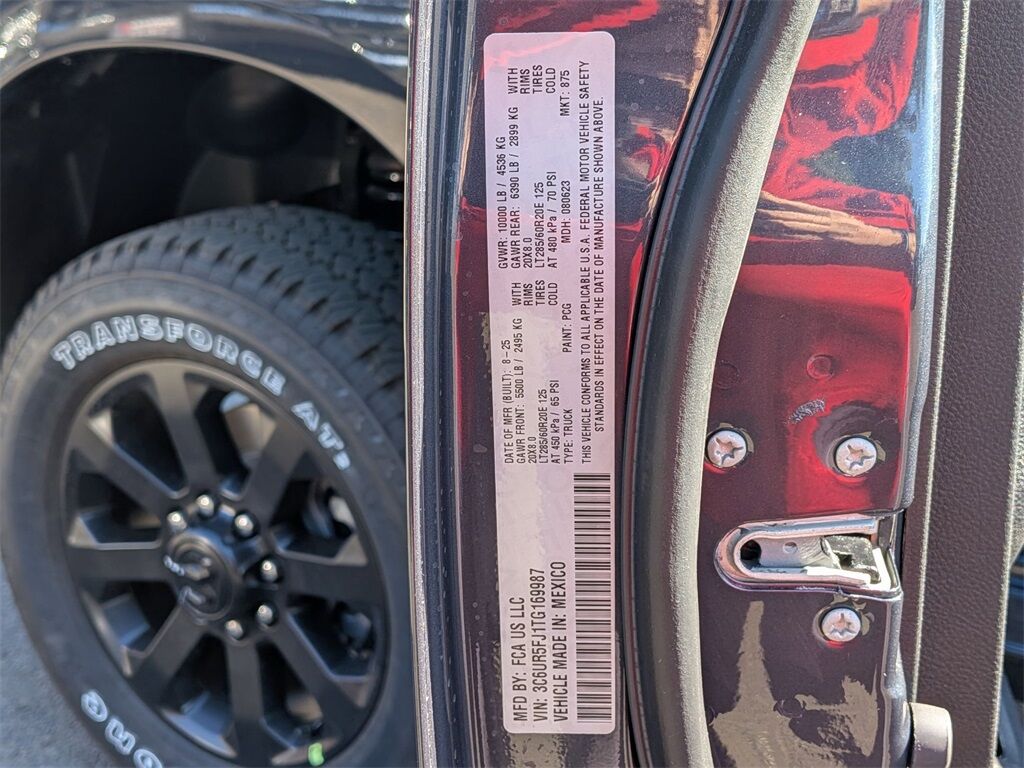 MFD BY: FCA US LLC
VIN: 3C6UR5FJ1TG169987
VEHICLE MADE IN: MEXICO
DATE OF MFR (BUILT): 8-25
GVWR: 10000 LB / 4536 KG
GAWR FRONT: 5500 LB / 2495 KG WITH
GAWR REAR: 6390 LB / 2899 KG WITH
20X8.0 RIMS
20X8.0 RIMS
LT285/60R20E 125 TIRES
LT285/60R20E 125 TIRES
AT 450 kPa / 65 PSI COLD
AT 480 kPa / 70 PSI COLD
TYPE: TRUCK PAINT: PCG MDH: 080623 MKT: 875
THIS VEHICLE CONFORMS TO ALL APPLICABLE U.S.A. FEDERAL MOTOR VEHICLE SAFETY
STANDARDS IN EFFECT ON THE DATE OF MANUFACTURE SHOWN ABOVE.
TRANSFORCE AT2